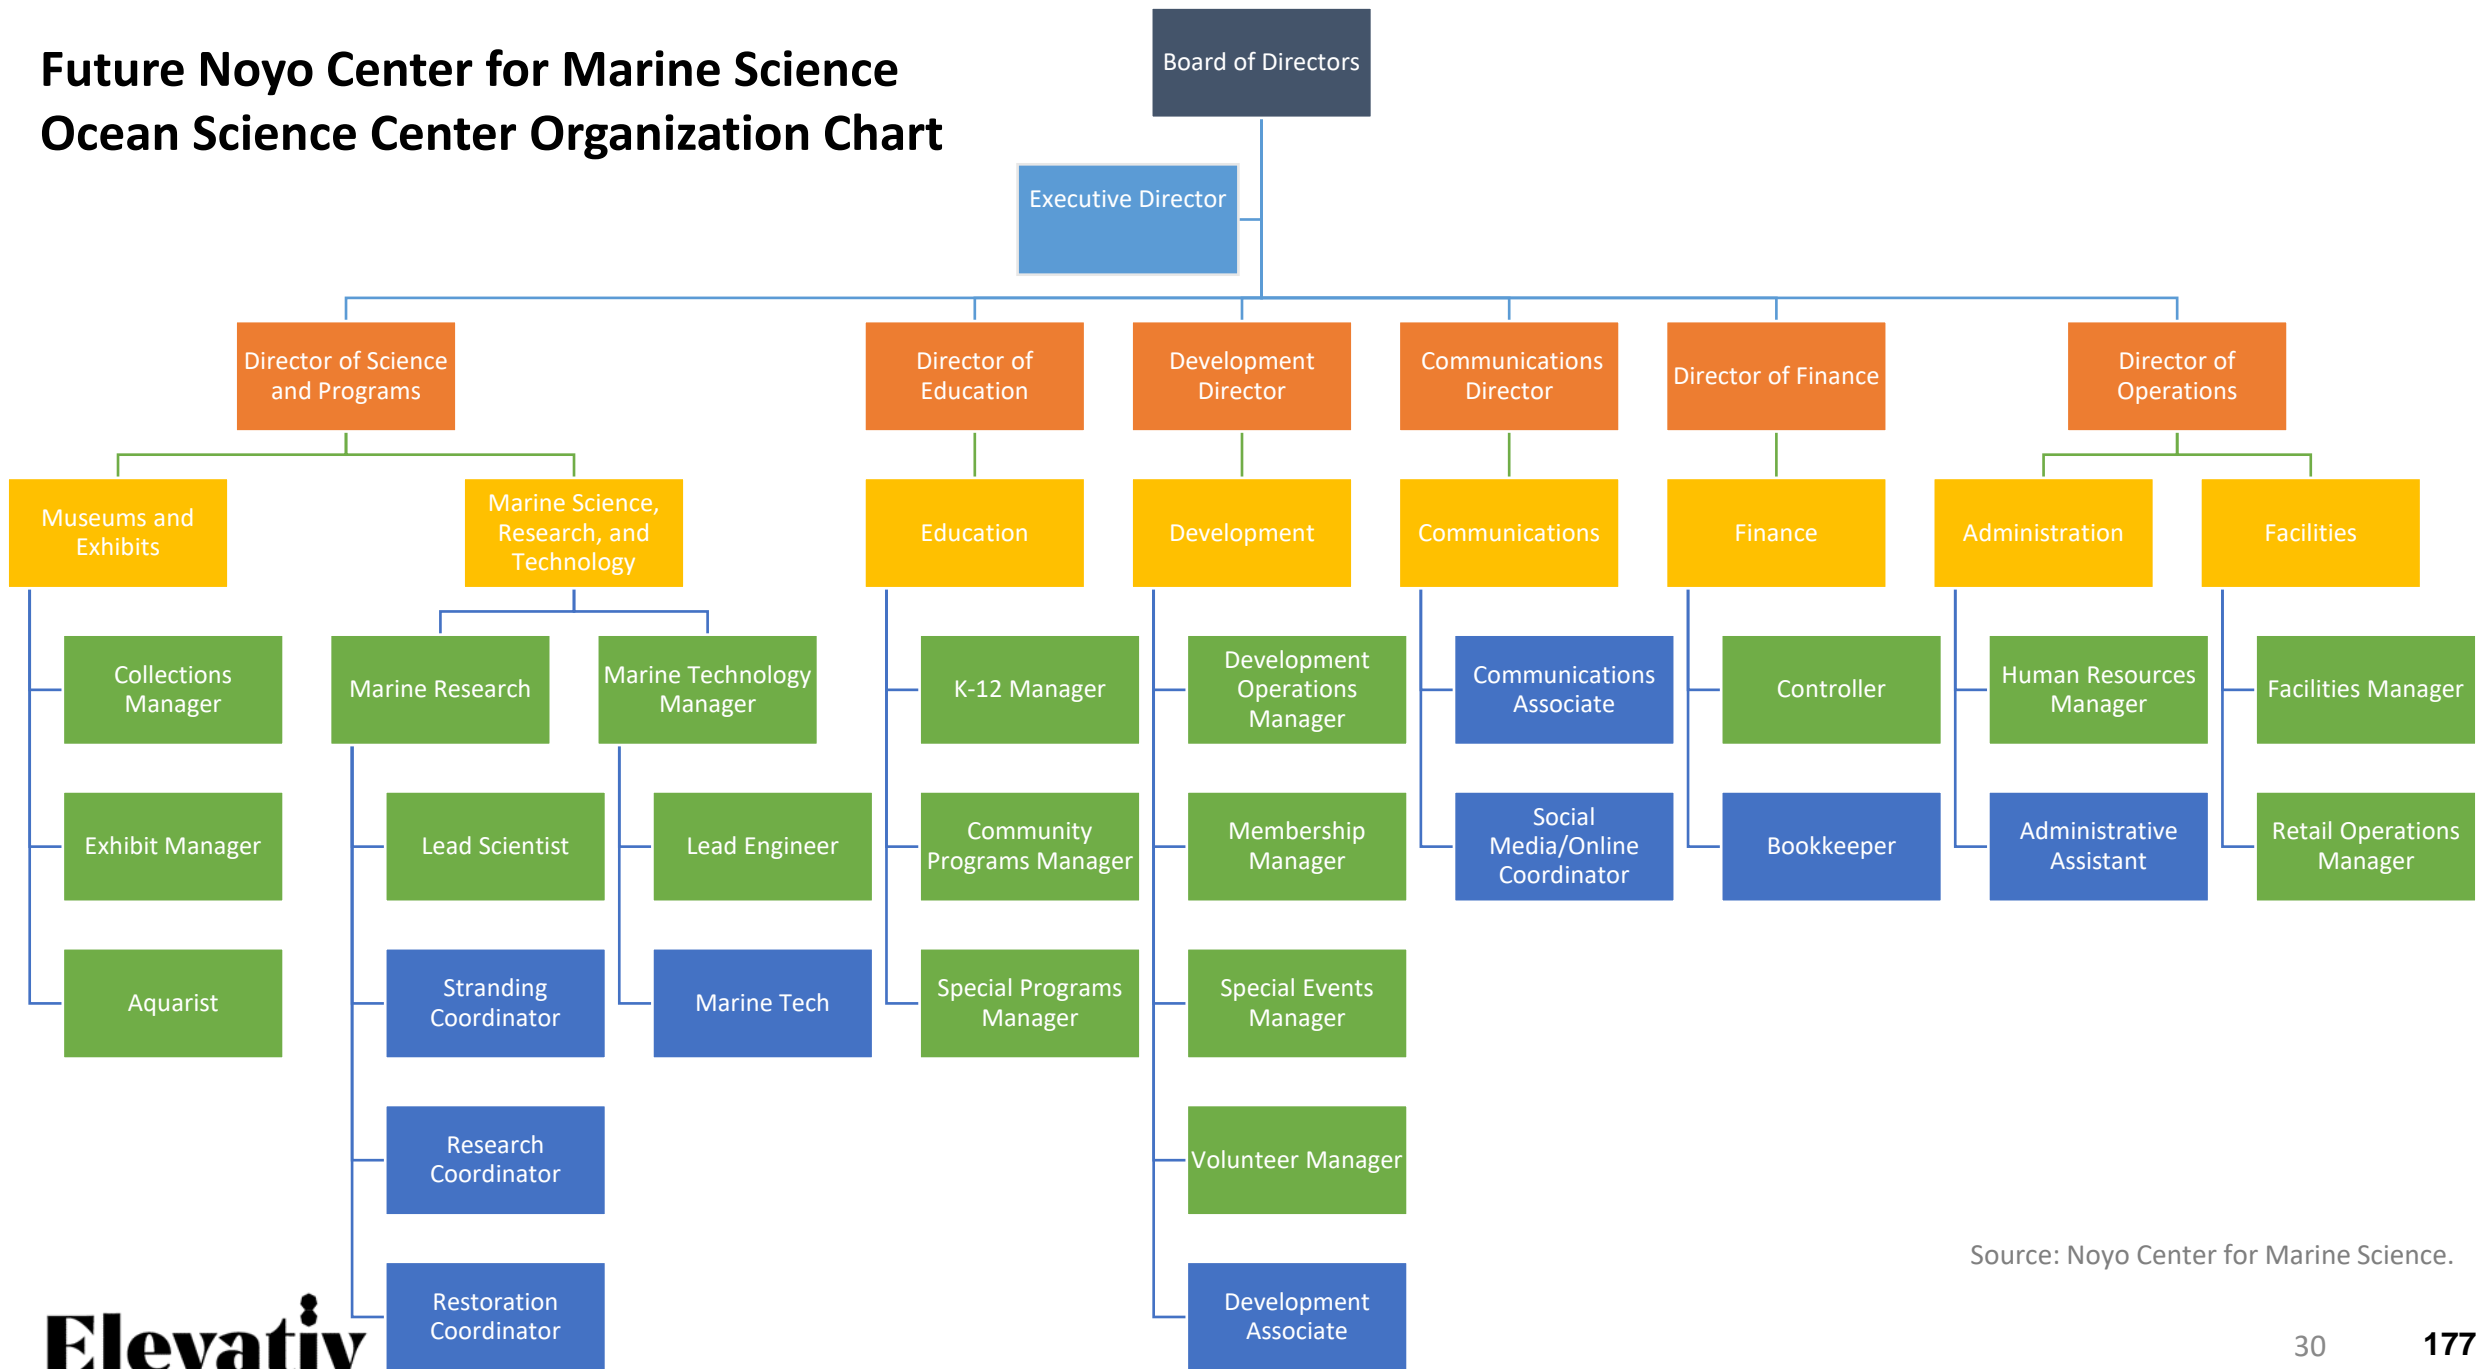 Future Noyo Center for Marine Science
Ocean Science Center Organization Chart
Board of Directors
Executive Director
Director of Science
and Programs
Director of
Education
Development
Director
Communications
Director
Director of Finance
Director of
Operations
Museums and
Exhibits
Marine Science,
Research, and
Technology
Education
Development
Communications
Finance
Administration
Facilities
Collections
Manager
Marine Research
Marine Technology
Manager
K-12 Manager
Development
Operations
Manager
Communications
Associate
Controller
Human Resources
Manager
Facilities Manager
Exhibit Manager
Lead Scientist
Lead Engineer
Community
Programs Manager
Membership
Manager
Social
Media/Online
Coordinator
Bookkeeper
Administrative
Assistant
Retail Operations
Manager
Aquarist
Stranding
Coordinator
Marine Tech
Special Programs
Manager
Special Events
Manager
Research
Coordinator
Volunteer Manager
Restoration
Coordinator
Development
Associate
Source: Noyo Center for Marine Science.
Elevativ
30
177